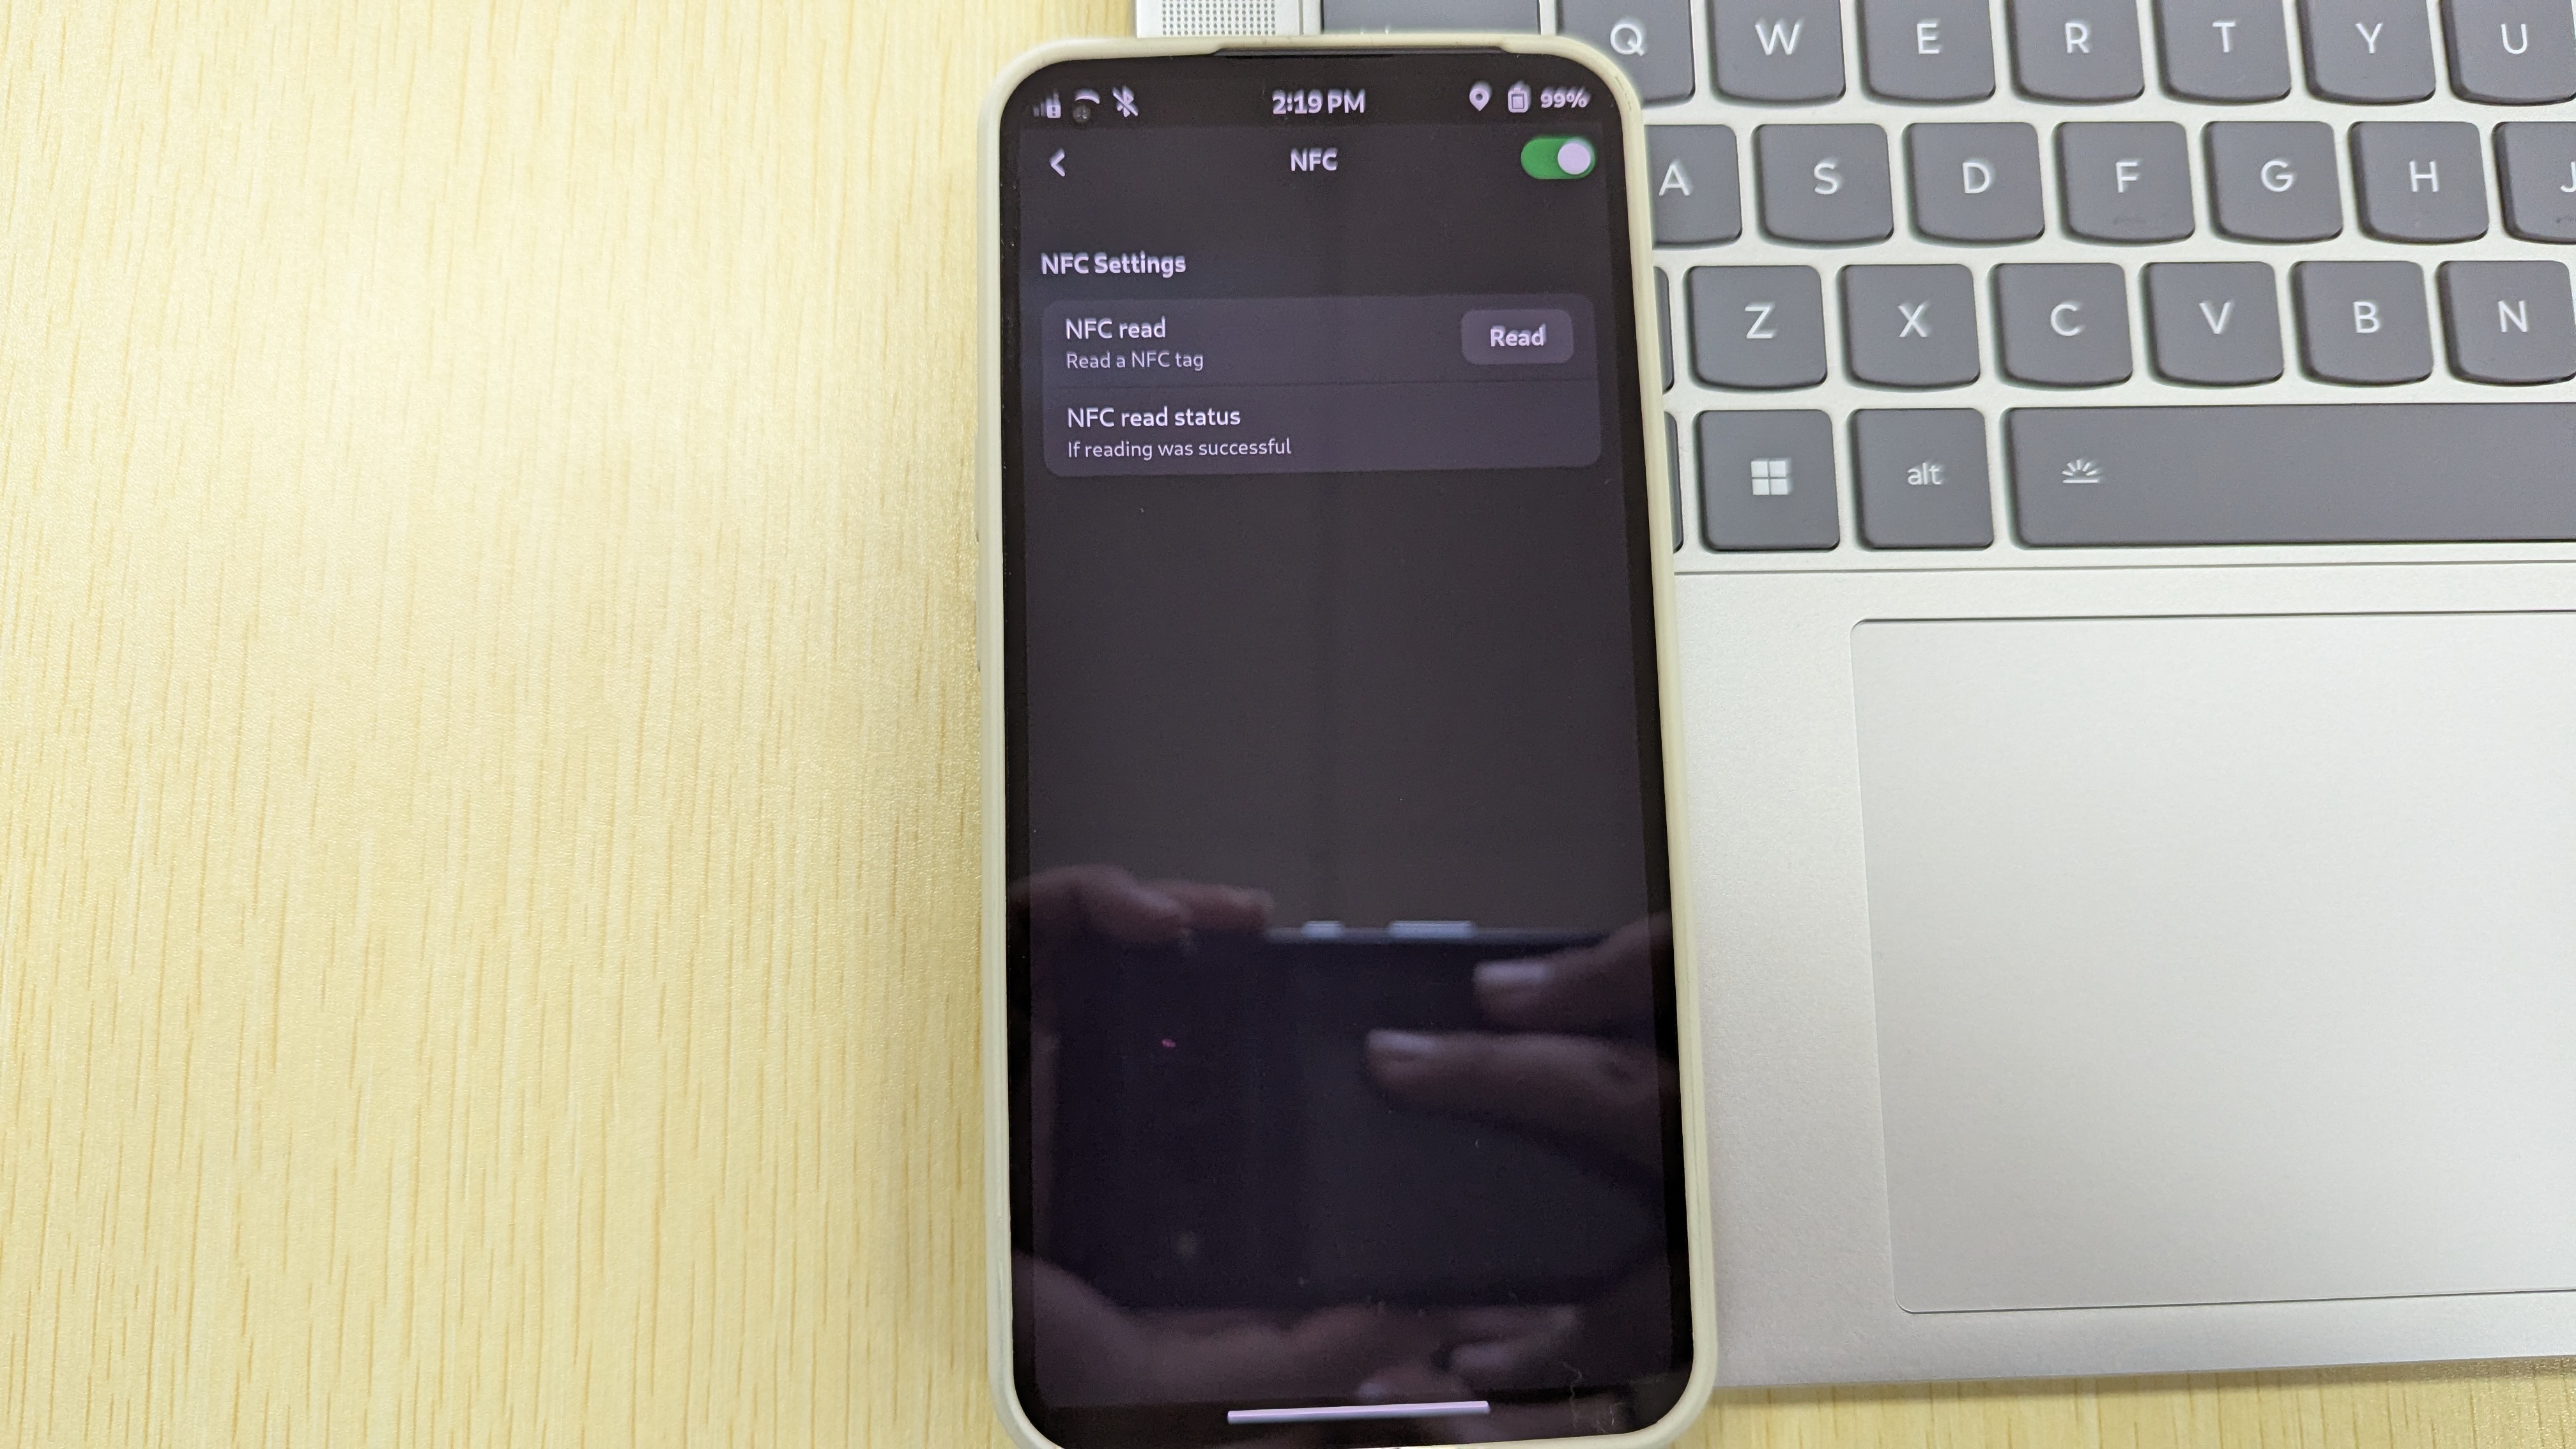 2:19 PM
99%
NFC
NFC Settings
NFC read
Read a NFC tag
Read
NFC read status
If reading was successful
Q W E R T Y U
A S D F G H J
Z X C V B N
alt